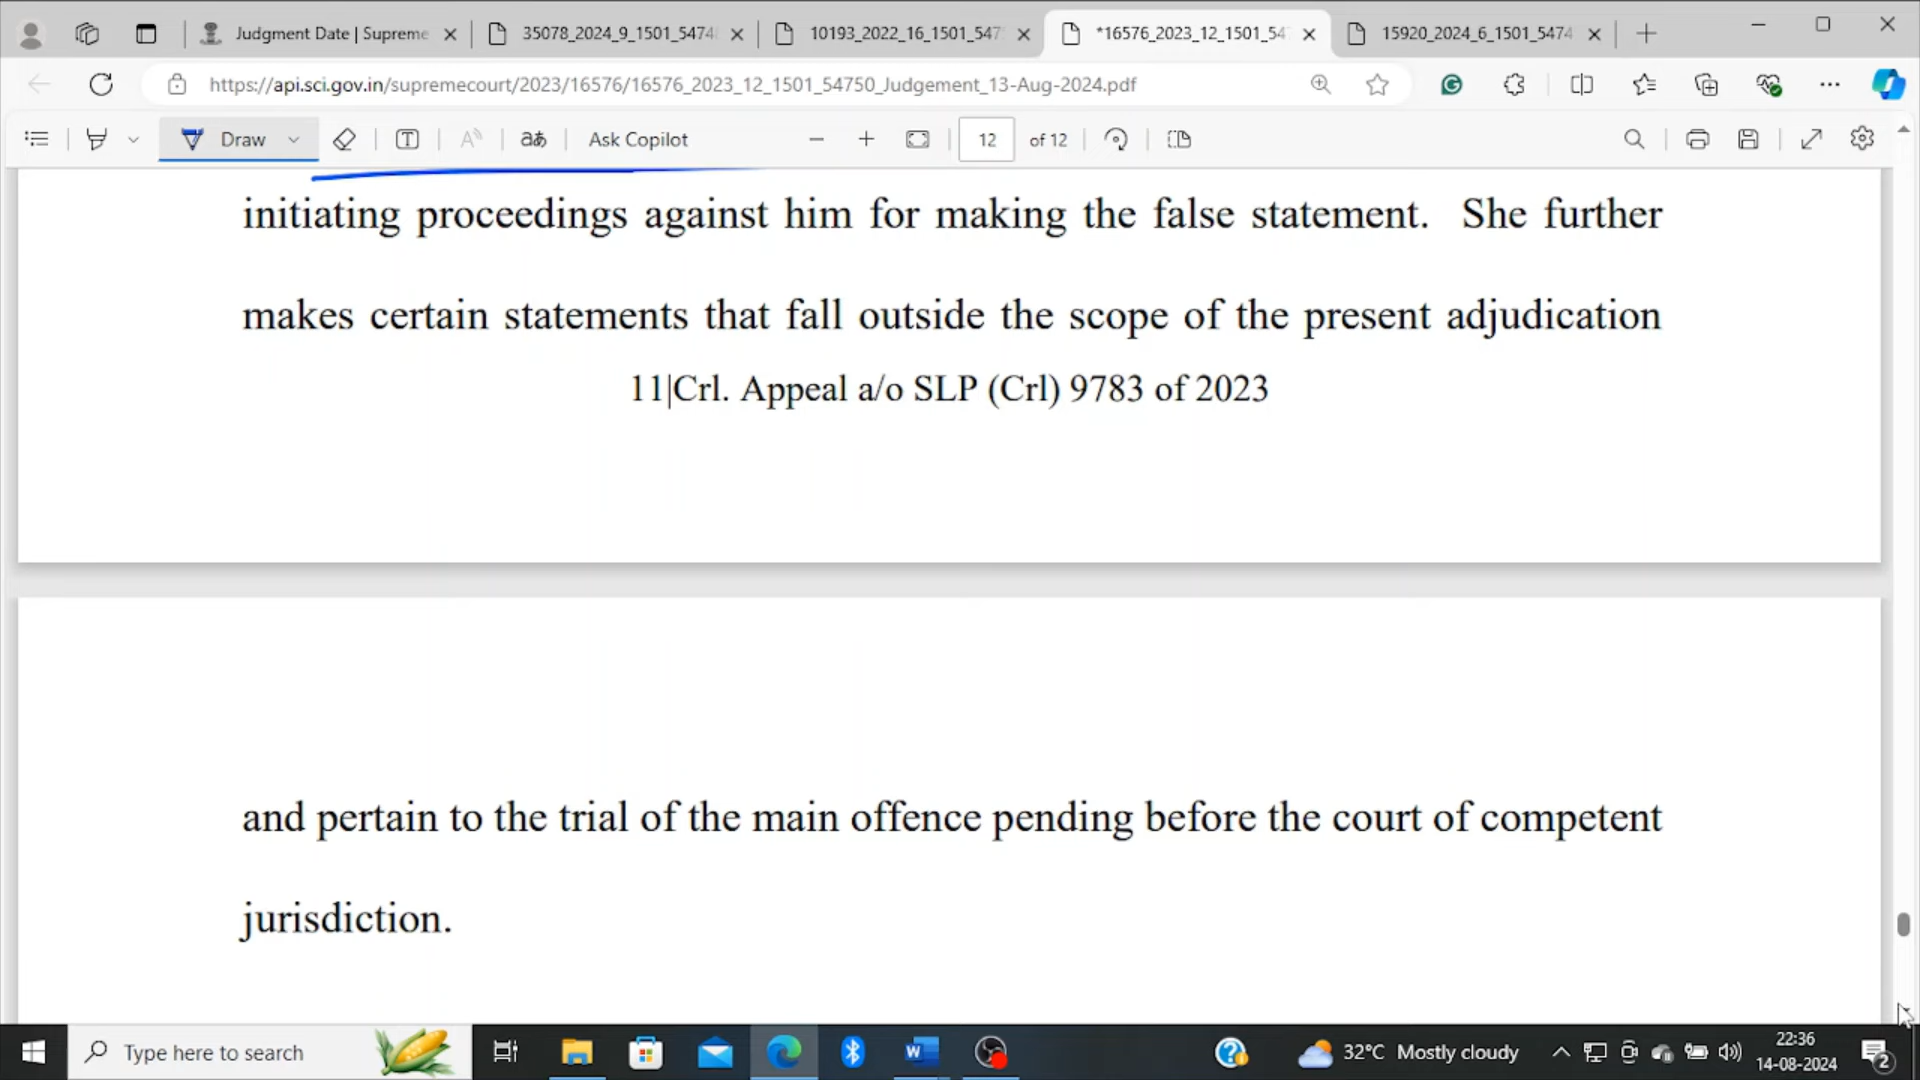 Judgment Date | Supreme
35078_2024_9_1501_5474
10193_2022_16_1501_547
*16576_2023_12_1501_54
15920_2024_6_1501_5474
https://api.sci.gov.in/supremecourt/2023/16576/16576_2023_12_1501_54750_Judgement_13-Aug-2024.pdf
Draw
Ask Copilot
12 of 12
initiating proceedings against him for making the false statement. She further
makes certain statements that fall outside the scope of the present adjudication
11|Crl. Appeal a/o SLP (Crl) 9783 of 2023
and pertain to the trial of the main offence pending before the court of competent
jurisdiction.
Type here to search
32°C Mostly cloudy
22:36
14-08-2024
2